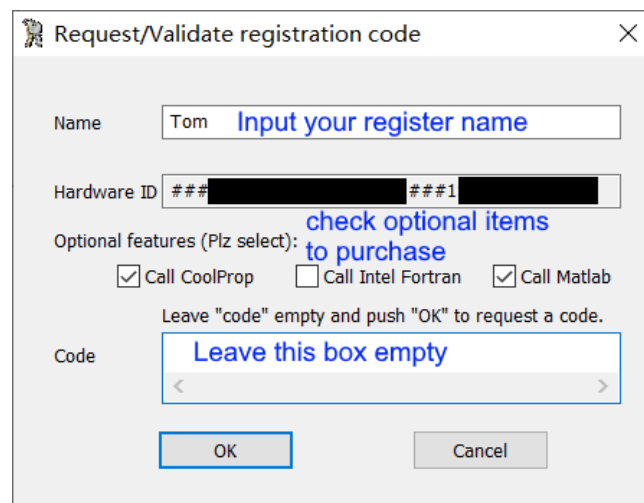 Request/Validate registration code
Name
Tom Input your register name
Hardware ID ### ###1
check optional items
Optional features (Plz select): to purchase
Call CoolProp Call Intel Fortran Call Matlab
Leave "code" empty and push "OK" to request a code.
Code
Leave this box empty
OK Cancel